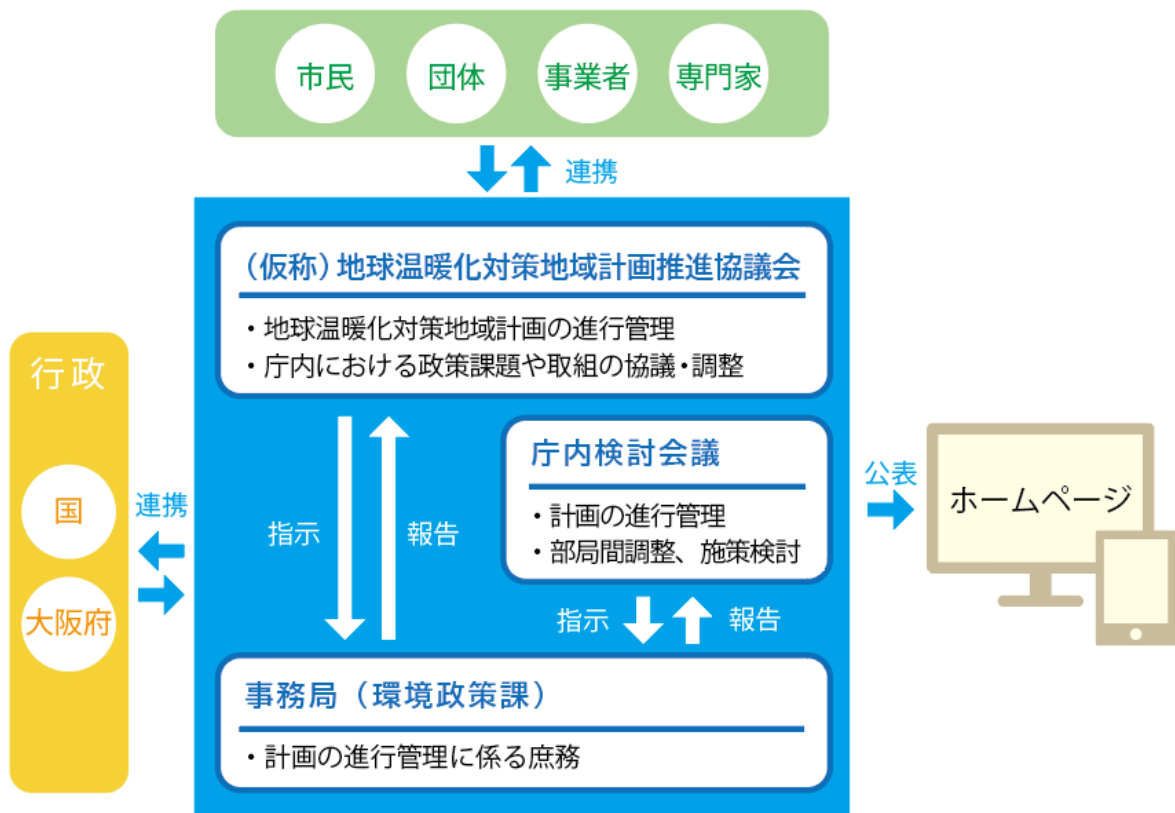 市民
団体
事業者
専門家
連携
(仮称)地球温暖化対策地域計画推進協議会
・地球温暖化対策地域計画の進行管理
・庁内における政策課題や取組の協議・調整
行政
国
大阪府
連携
指示
報告
庁内検討会議
・計画の進行管理
・部局間調整、施策検討
指示
報告
事務局(環境政策課)
・計画の進行管理に係る庶務
公表
ホームページ